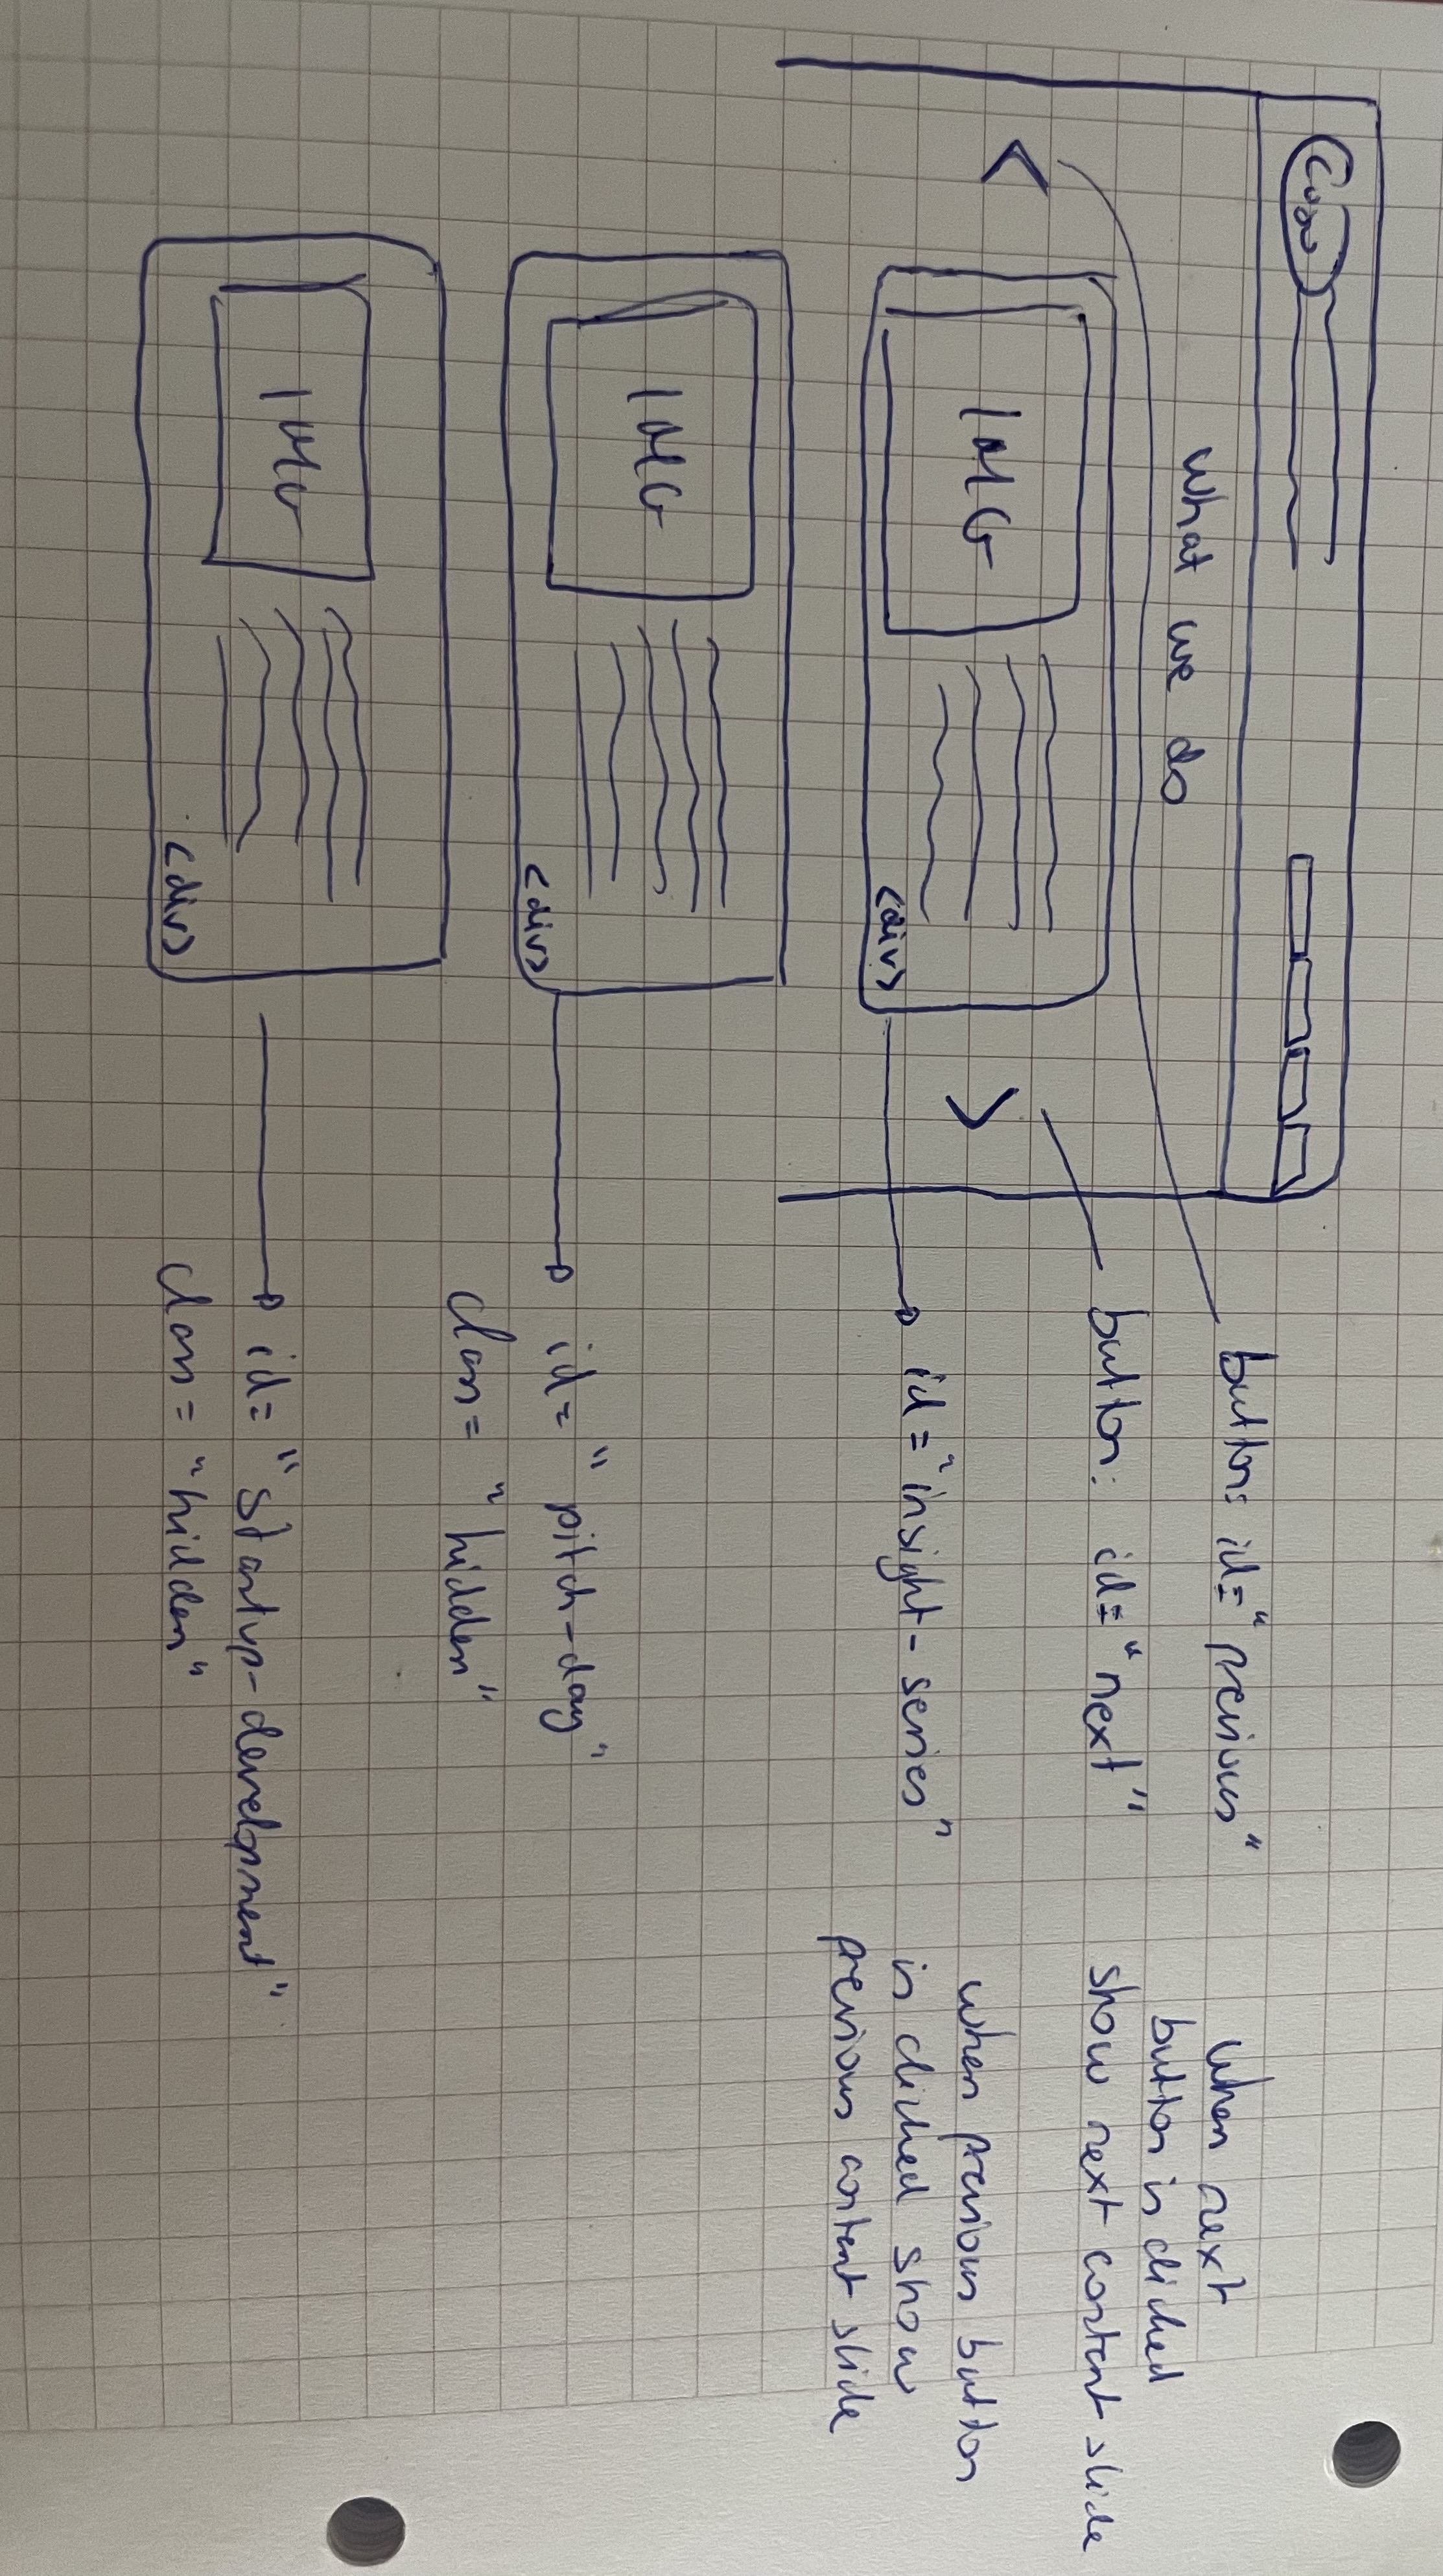 Logo
What we do
<
IMG
>
<div>
button: id="previous"
button: id="next"
id="insight-series"
when next
button is clicked
show next content slide
when previous button
is clicked show
previous content slide
IMG
<div>
id="pitch-day"
class="hidden"
IMG
<div>
id="startup-development"
class="hidden"